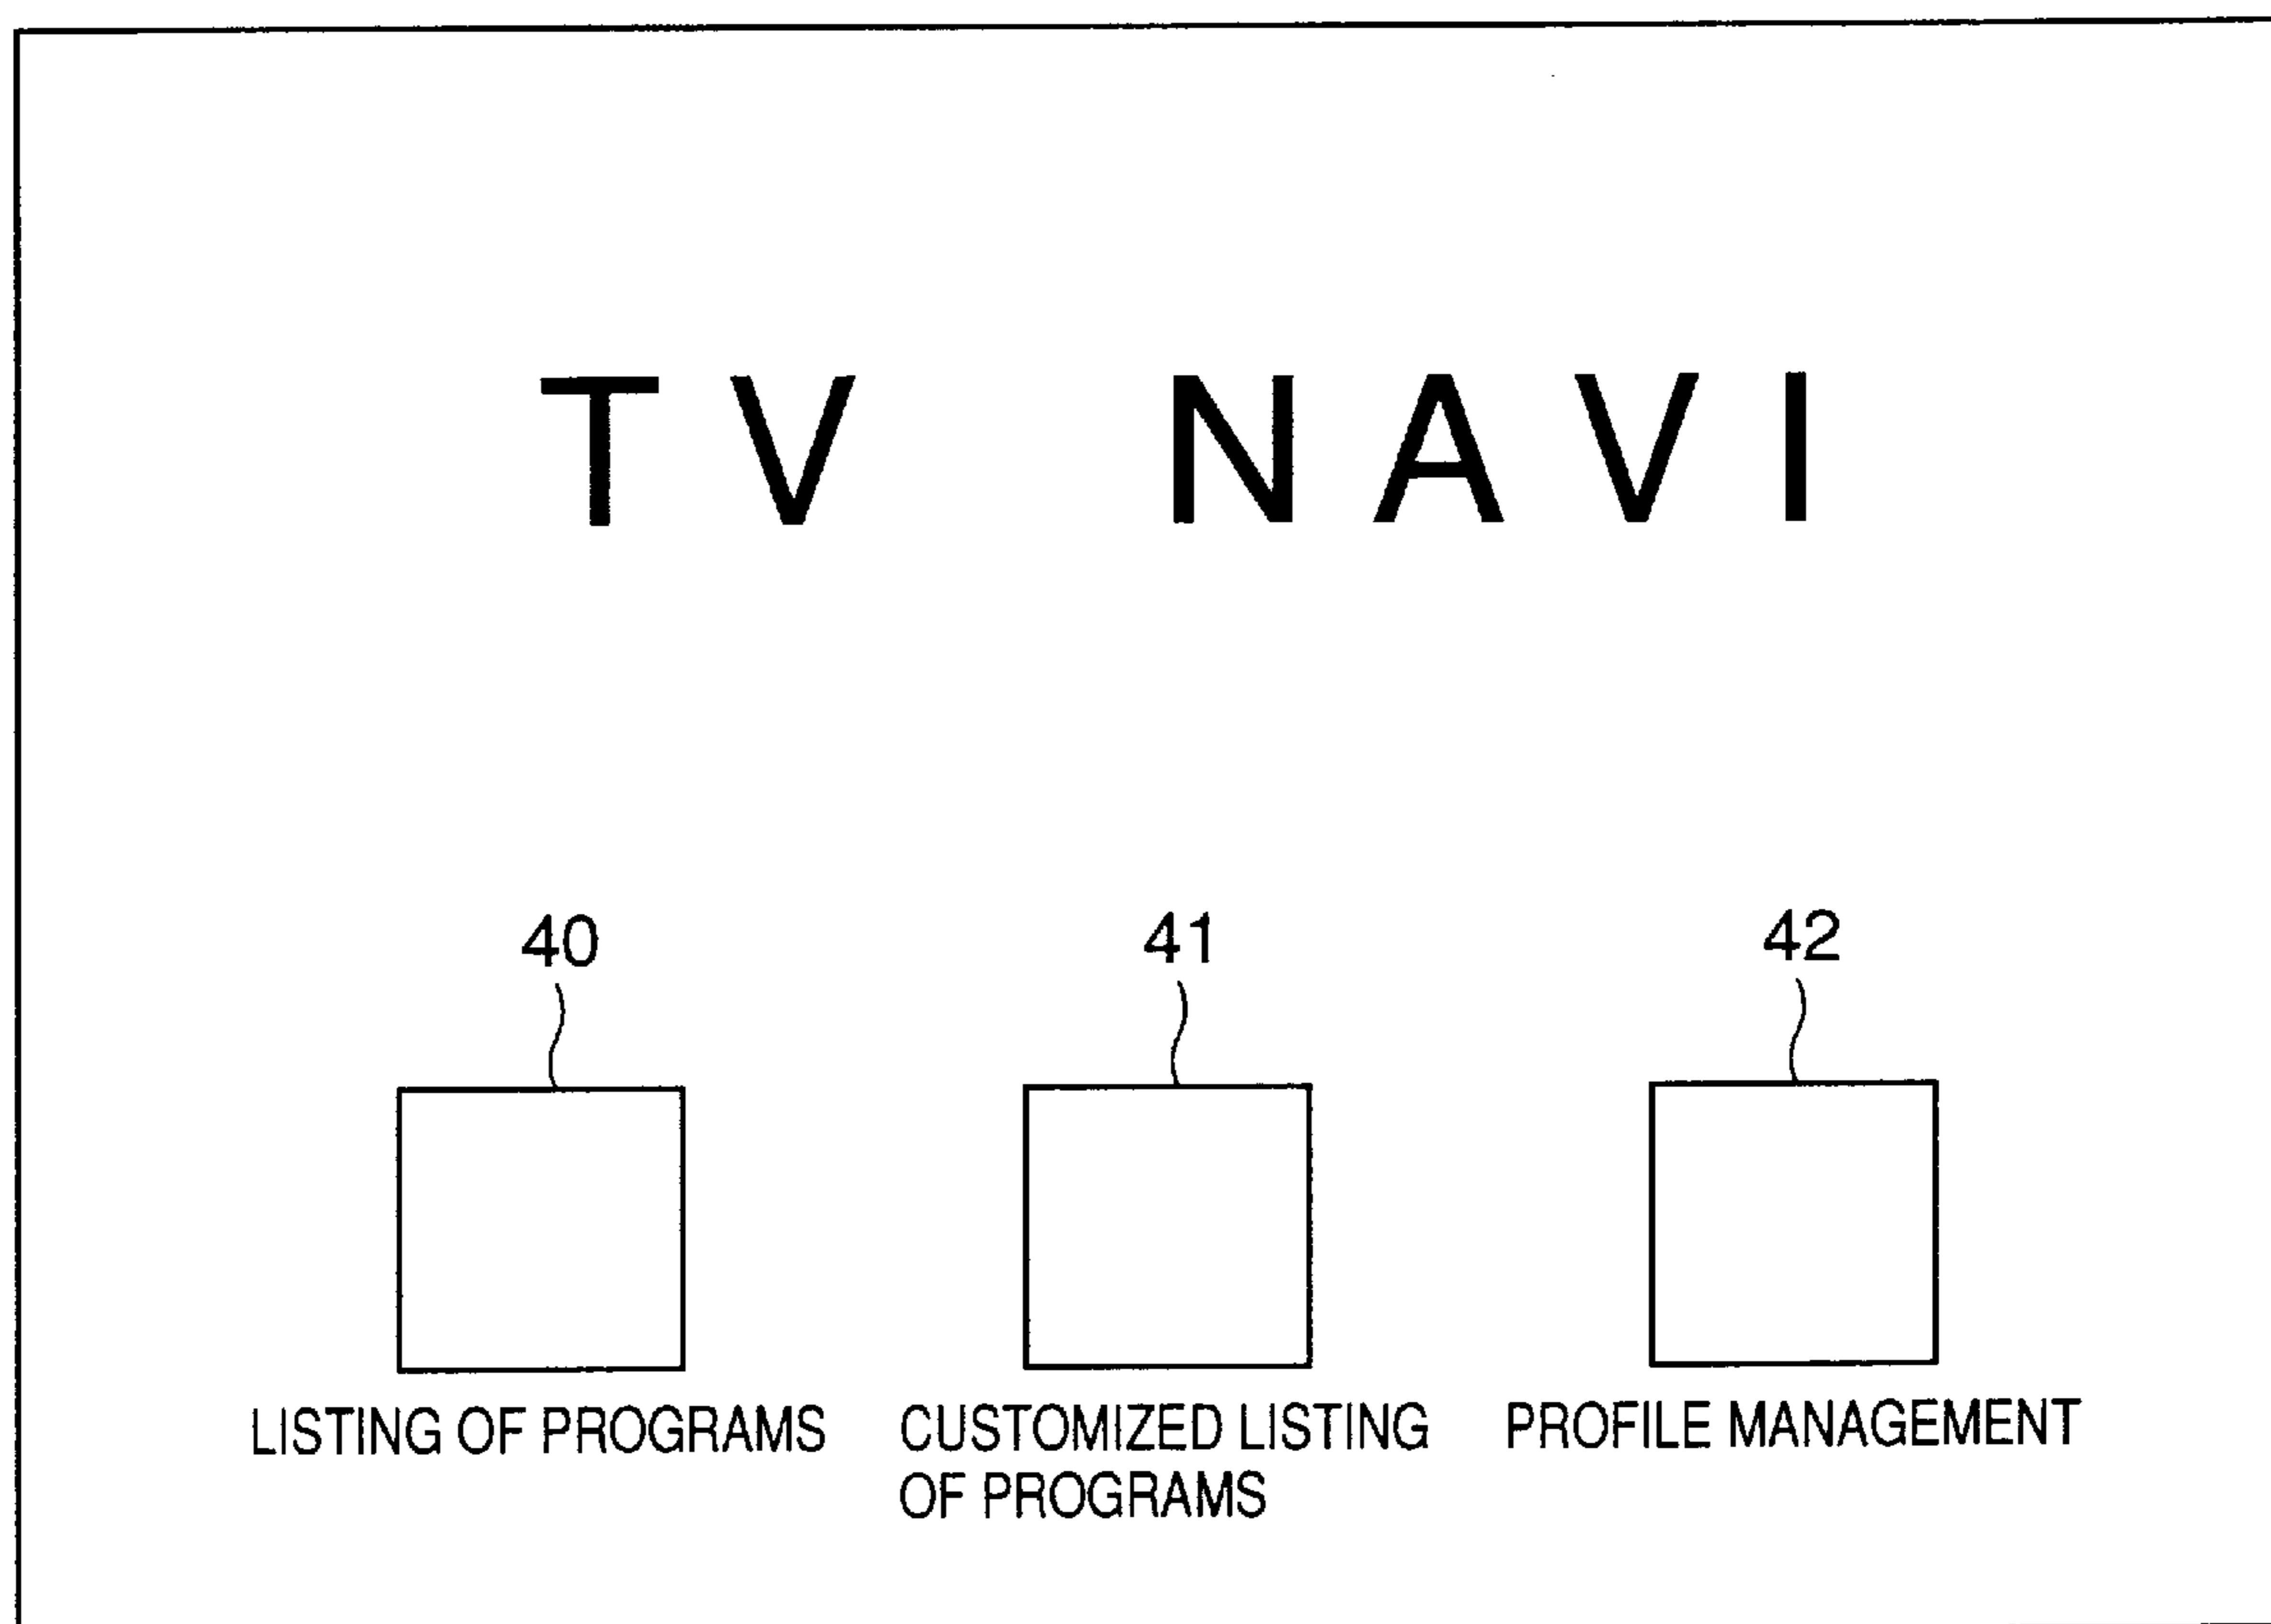 TV NAVI
40 41 42
LISTING OF PROGRAMS
CUSTOMIZED LISTING
OF PROGRAMS
PROFILE MANAGEMENT